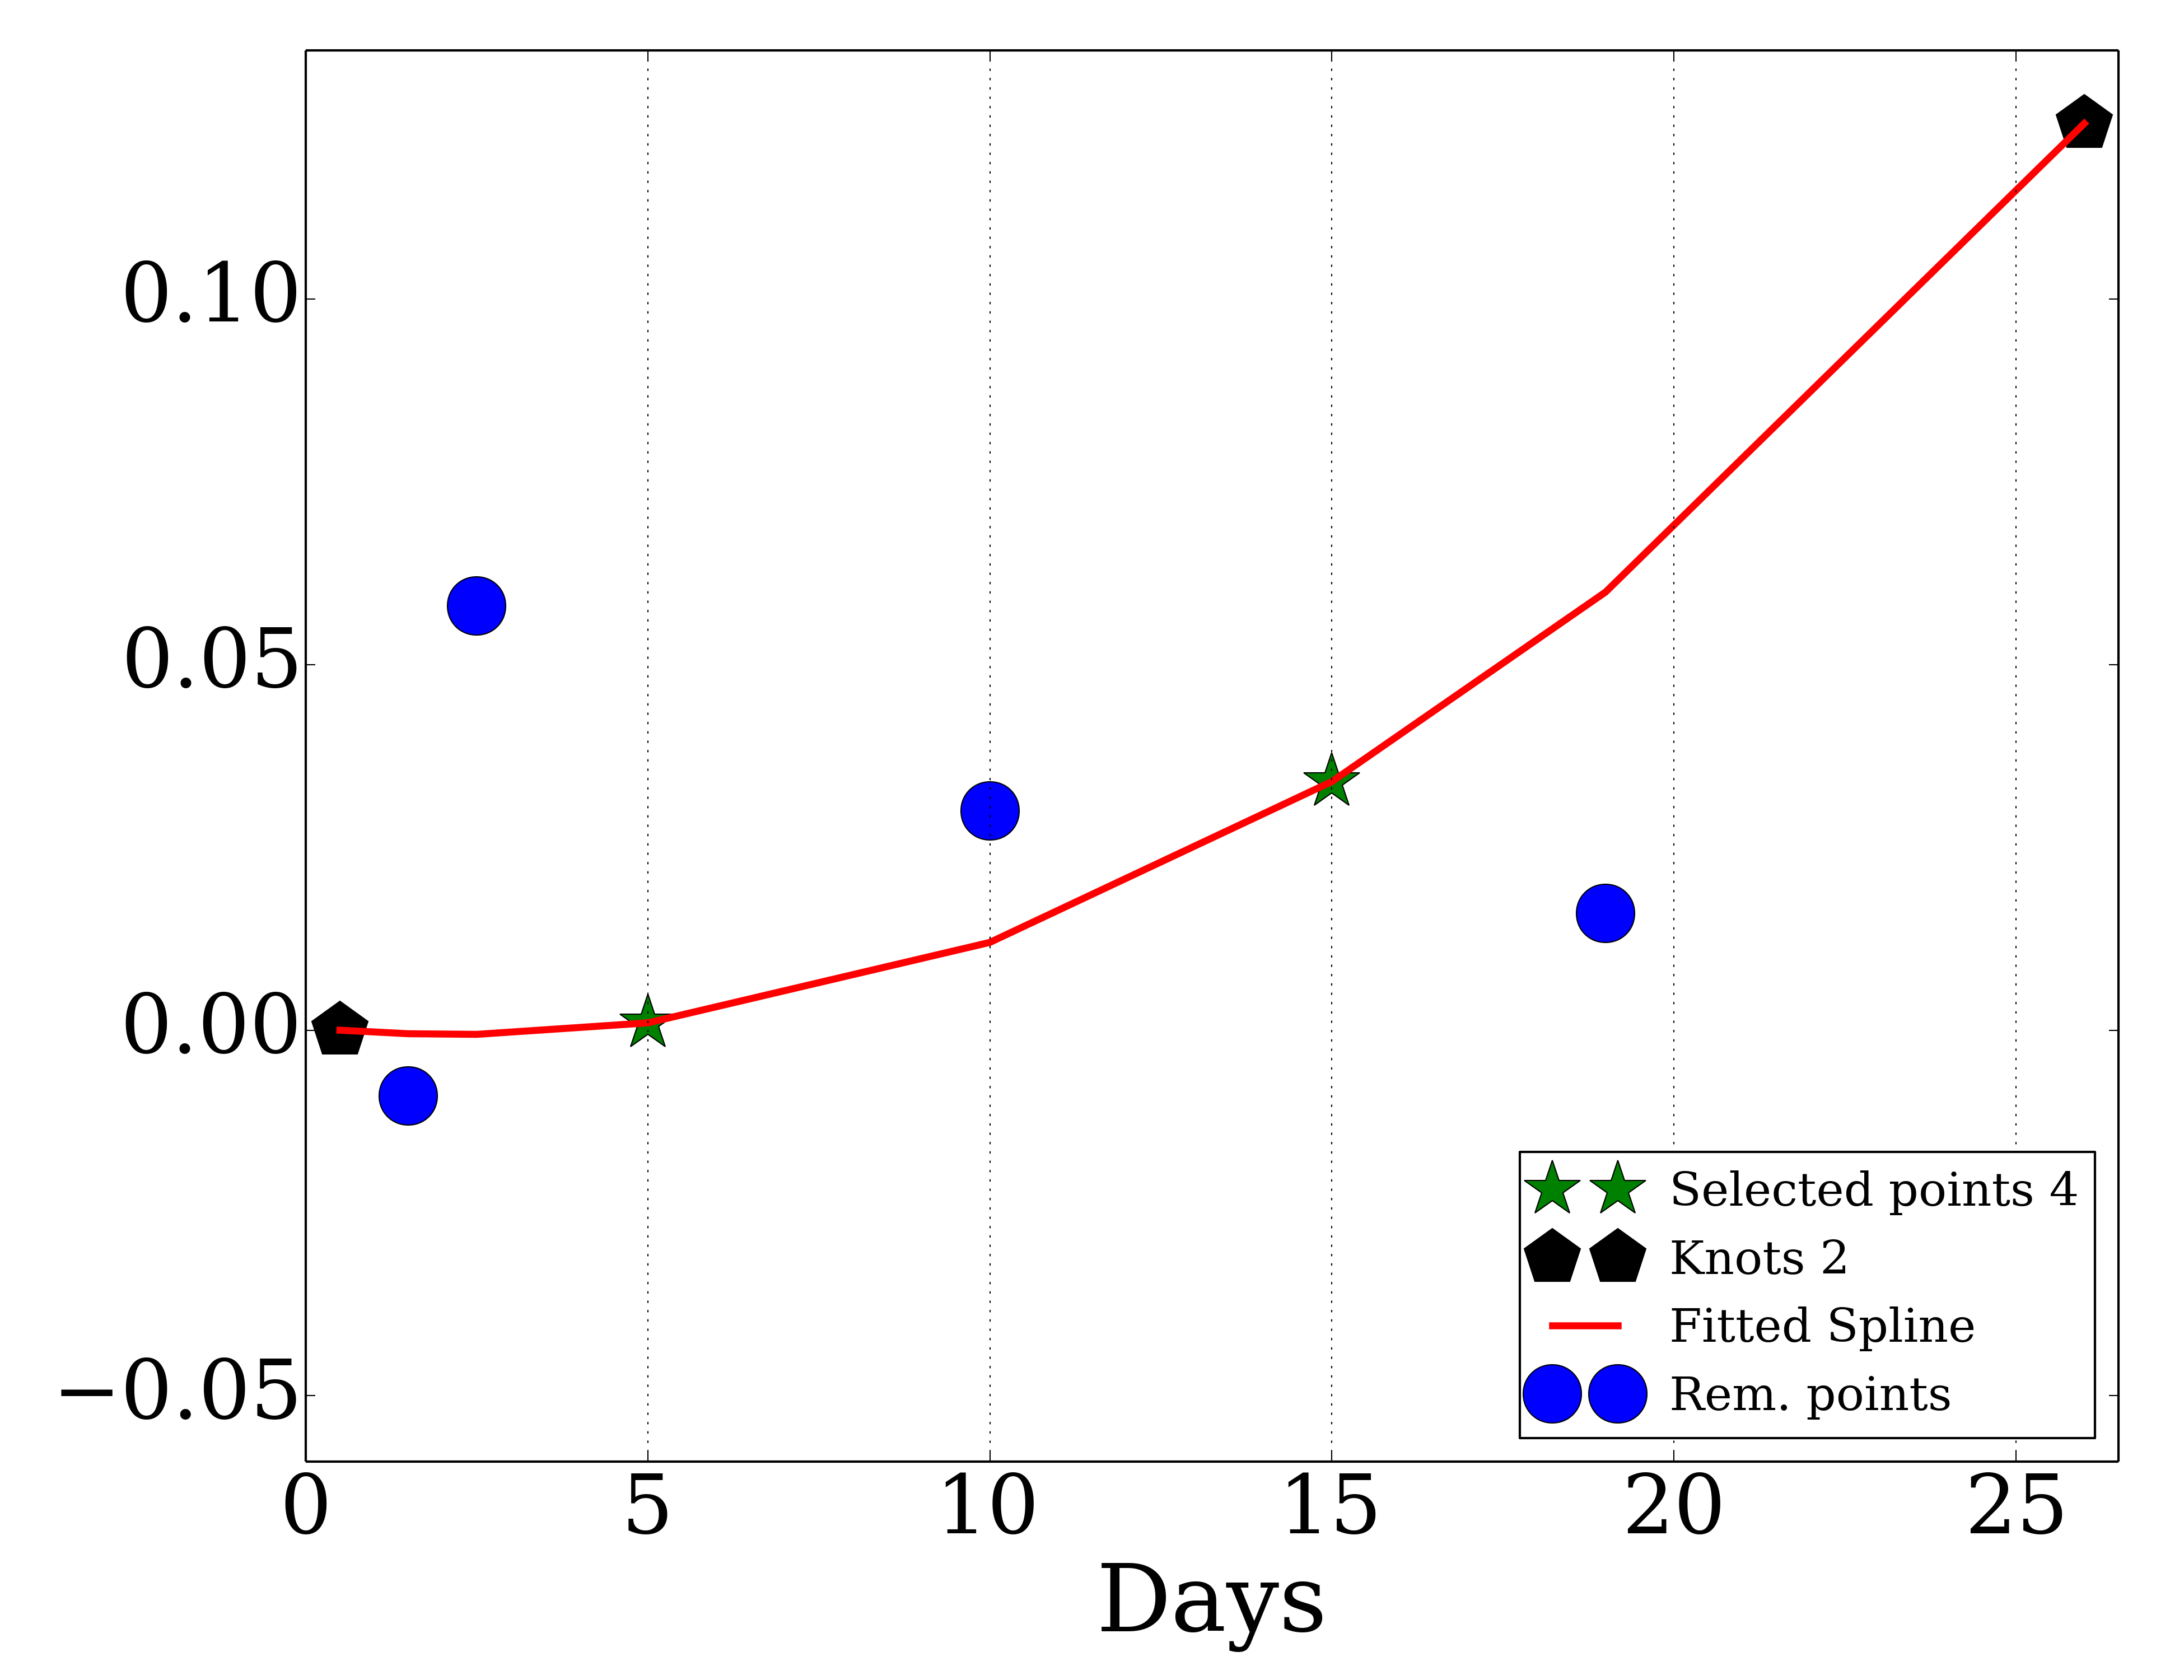 0.10
0.05
0.00
−0.05
0 5 10 15 20 25
Days
Selected points 4
Knots 2
Fitted Spline
Rem. points